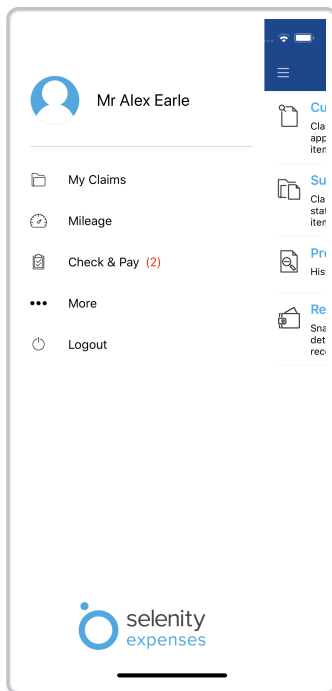 Mr Alex Earle
My Claims
Mileage
Check & Pay (2)
More
Logout
selenity
expenses